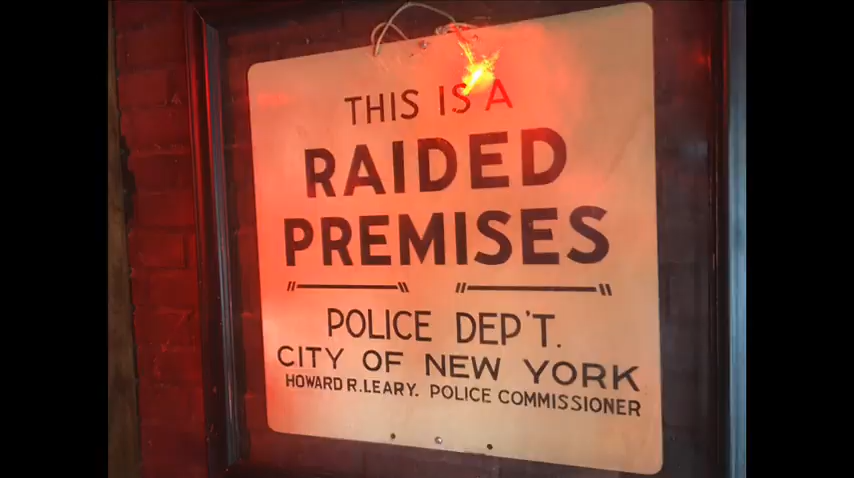 THIS IS A
RAIDED
PREMISES
POLICE DEP'T.
CITY OF NEW YORK
HOWARD R. LEARY. POLICE COMMISSIONER